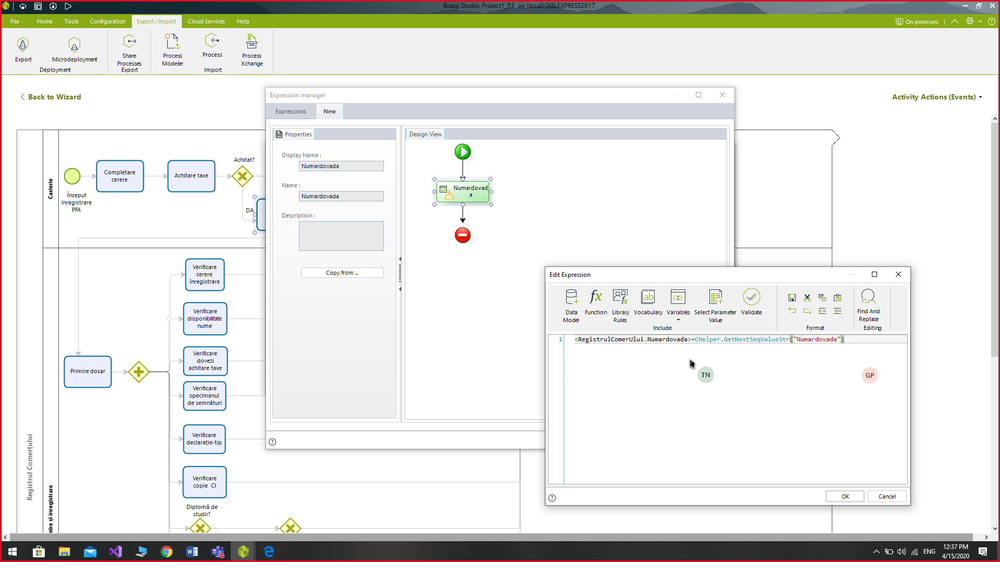 Bizagi Studio: Proiect1_P3 on (local)\SQLEXPRESS2017
File
Home
Tools
Configuration
Export / Import
Cloud Services
Help
On premises
Export
Microdeployment
Deployment
Share
Processes
Export
Process
Modeler
Process
Import
Process
Xchange
Back to Wizard
Activity Actions (Events)
Casierie
Început
înregistrare
PFA
Completare
cerere
Achitare taxe
Achitat?
DA
Registrul Comerțului
mire și înregistrare
Primire dosar
Verificare
cerere
înregistrare
Verificare
disponibilitate
nume
Verificare
dovezi
achitare taxe
Verificare
specimenul
de semnături
Verificare
declarație-tip
Verificare
copie CI
Diplomă de
studii?
Expression manager
Expressions
New
Properties
Display Name :
Numardovada
Name :
Numardovada
Description :
Copy from ...
Design View
Numardovad
a
Edit Expression
Data
Model
Function
Library
Rules
Vocabulary
Variables
Select Parameter
Value
Validate
Include
Format
Find And
Replace
Editing
1
<RegistrulComerUlui.Numardovada>=CHelper.GetNextSeqValueStr("Numardovada")
TN
GP
OK
Cancel
ENG
12:37 PM
4/15/2020